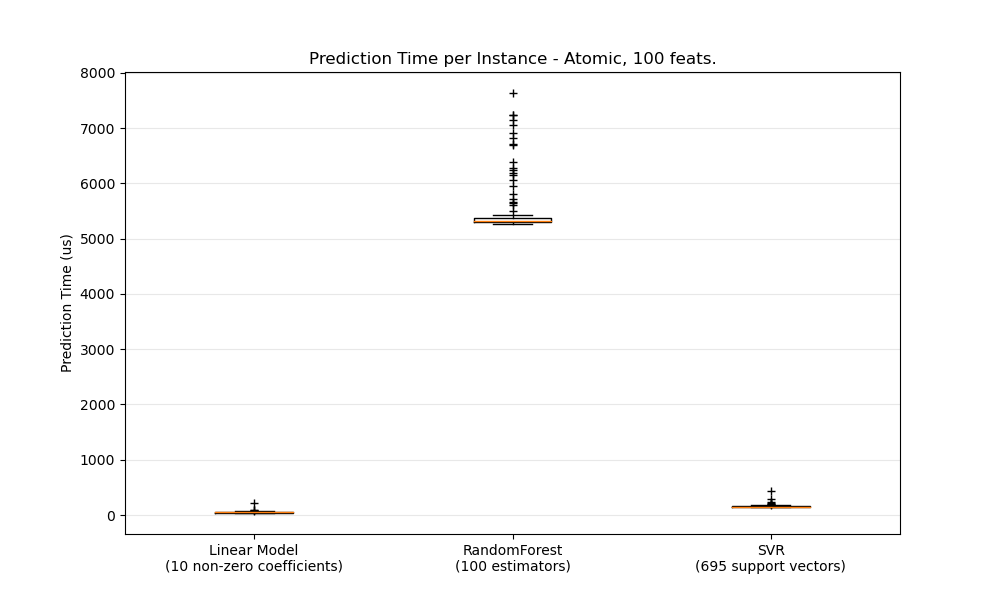 Prediction Time per Instance - Atomic, 100 feats.
8000
7000
6000
5000
4000
3000
2000
1000
0
Prediction Time (us)
Linear Model
(10 non-zero coefficients)
RandomForest
(100 estimators)
SVR
(695 support vectors)